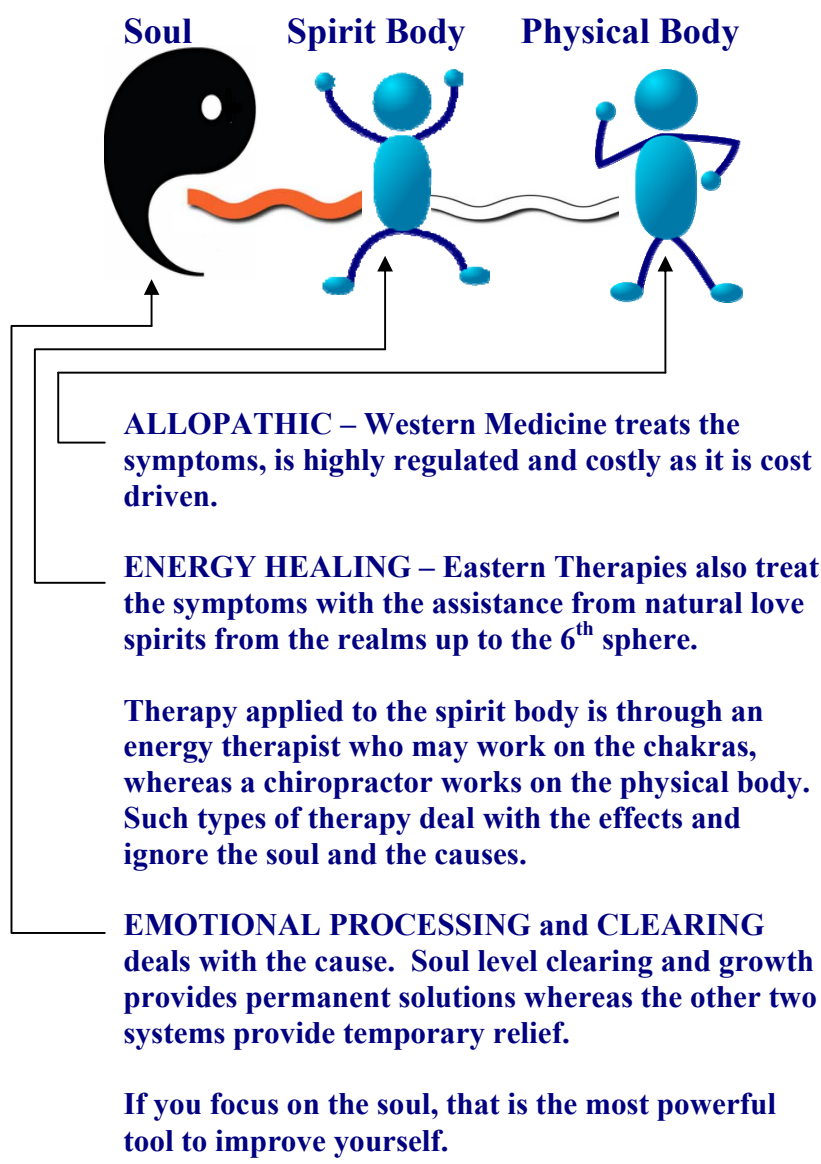 Soul Spirit Body Physical Body
ALLOPATHIC – Western Medicine treats the
symptoms, is highly regulated and costly as it is cost
driven.
ENERGY HEALING – Eastern Therapies also treat
the symptoms with the assistance from natural love
spirits from the realms up to the 6th sphere.
Therapy applied to the spirit body is through an
energy therapist who may work on the chakras,
whereas a chiropractor works on the physical body.
Such types of therapy deal with the effects and
ignore the soul and the causes.
EMOTIONAL PROCESSING and CLEARING
deals with the cause. Soul level clearing and growth
provides permanent solutions whereas the other two
systems provide temporary relief.
If you focus on the soul, that is the most powerful
tool to improve yourself.